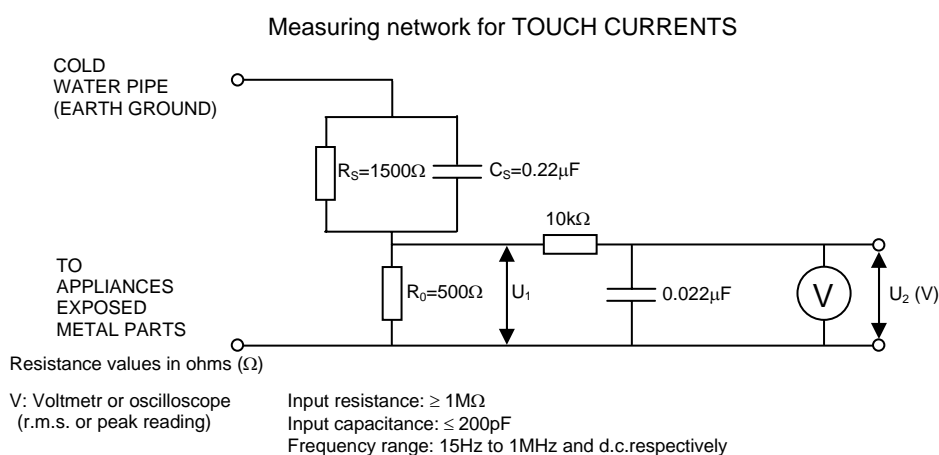 Measuring network for TOUCH CURRENTS
COLD
WATER PIPE
(EARTH GROUND)
RS=1500Ω
CS=0.22μF
10kΩ
TO
APPLIANCES
EXPOSED
METAL PARTS
R0=500Ω
U1
0.022μF
V
U2 (V)
Resistance values in ohms (Ω)
V: Voltmetr or oscilloscope
(r.m.s. or peak reading)
Input resistance: ≥ 1MΩ
Input capacitance: ≤ 200pF
Frequency range: 15Hz to 1MHz and d.c.respectively